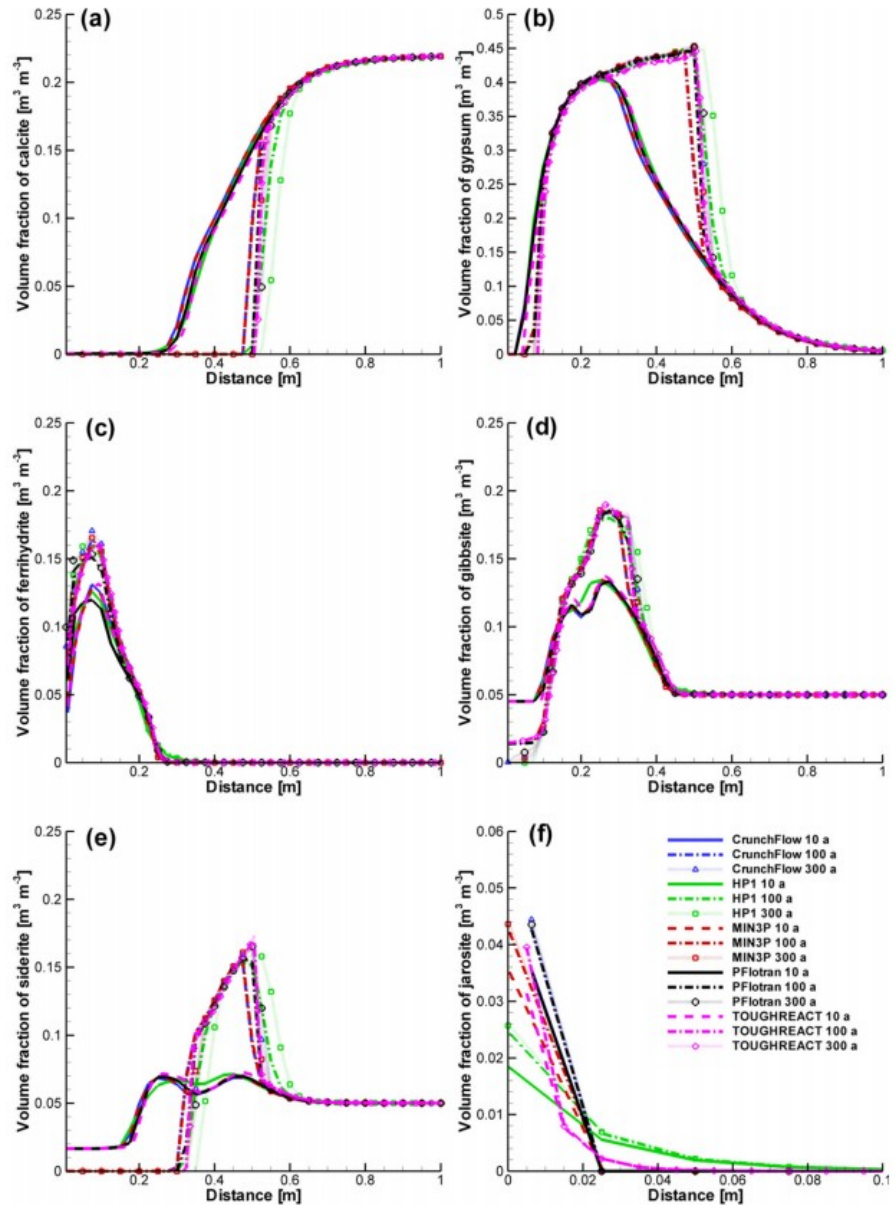 (a)
Volume fraction of calcite [m³ m⁻³]
0.25
0.2
0.15
0.1
0.05
0
0.2
0.4
0.6
0.8
1
Distance [m]
(b)
Volume fraction of gypsum [m³ m⁻³]
0.45
0.4
0.35
0.3
0.25
0.2
0.15
0.1
0.05
0
0.2
0.4
0.6
0.8
1
Distance [m]
(c)
Volume fraction of ferrihydrite [m³ m⁻³]
0.25
0.2
0.15
0.1
0.05
0
0.2
0.4
0.6
0.8
1
Distance [m]
(d)
Volume fraction of gibbsite [m³ m⁻³]
0.25
0.2
0.15
0.1
0.05
0
0
0.2
0.4
0.6
0.8
1
Distance [m]
(e)
Volume fraction of siderite [m³ m⁻³]
0.25
0.2
0.15
0.1
0.05
0
0.2
0.4
0.6
0.8
1
Distance [m]
(f)
Volume fraction of jarosite [m³ m⁻³]
0.06
0.05
0.04
0.03
0.02
0.01
0
0
0.02
0.04
0.06
0.08
0.1
Distance [m]
CrunchFlow 10 a
CrunchFlow 100 a
CrunchFlow 300 a
HP1 10 a
HP1 100 a
HP1 300 a
MIN3P 10 a
MIN3P 100 a
MIN3P 300 a
PFlotran 10 a
PFlotran 100 a
PFlotran 300 a
TOUGHREACT 10 a
TOUGHREACT 100 a
TOUGHREACT 300 a